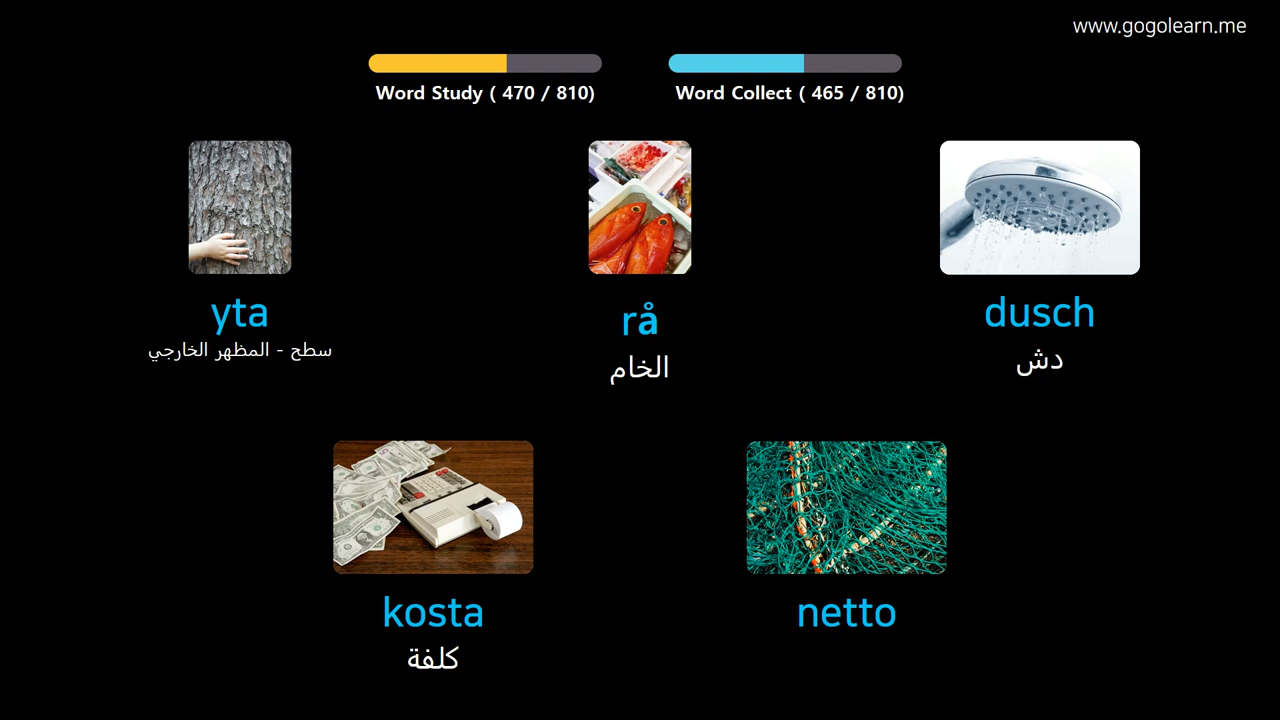 www.gogolearn.me
Word Study ( 470 / 810)
Word Collect ( 465 / 810)
yta
سطح - المظهر الخارجي
rå
الخام
dusch
دش
kosta
كلفة
netto